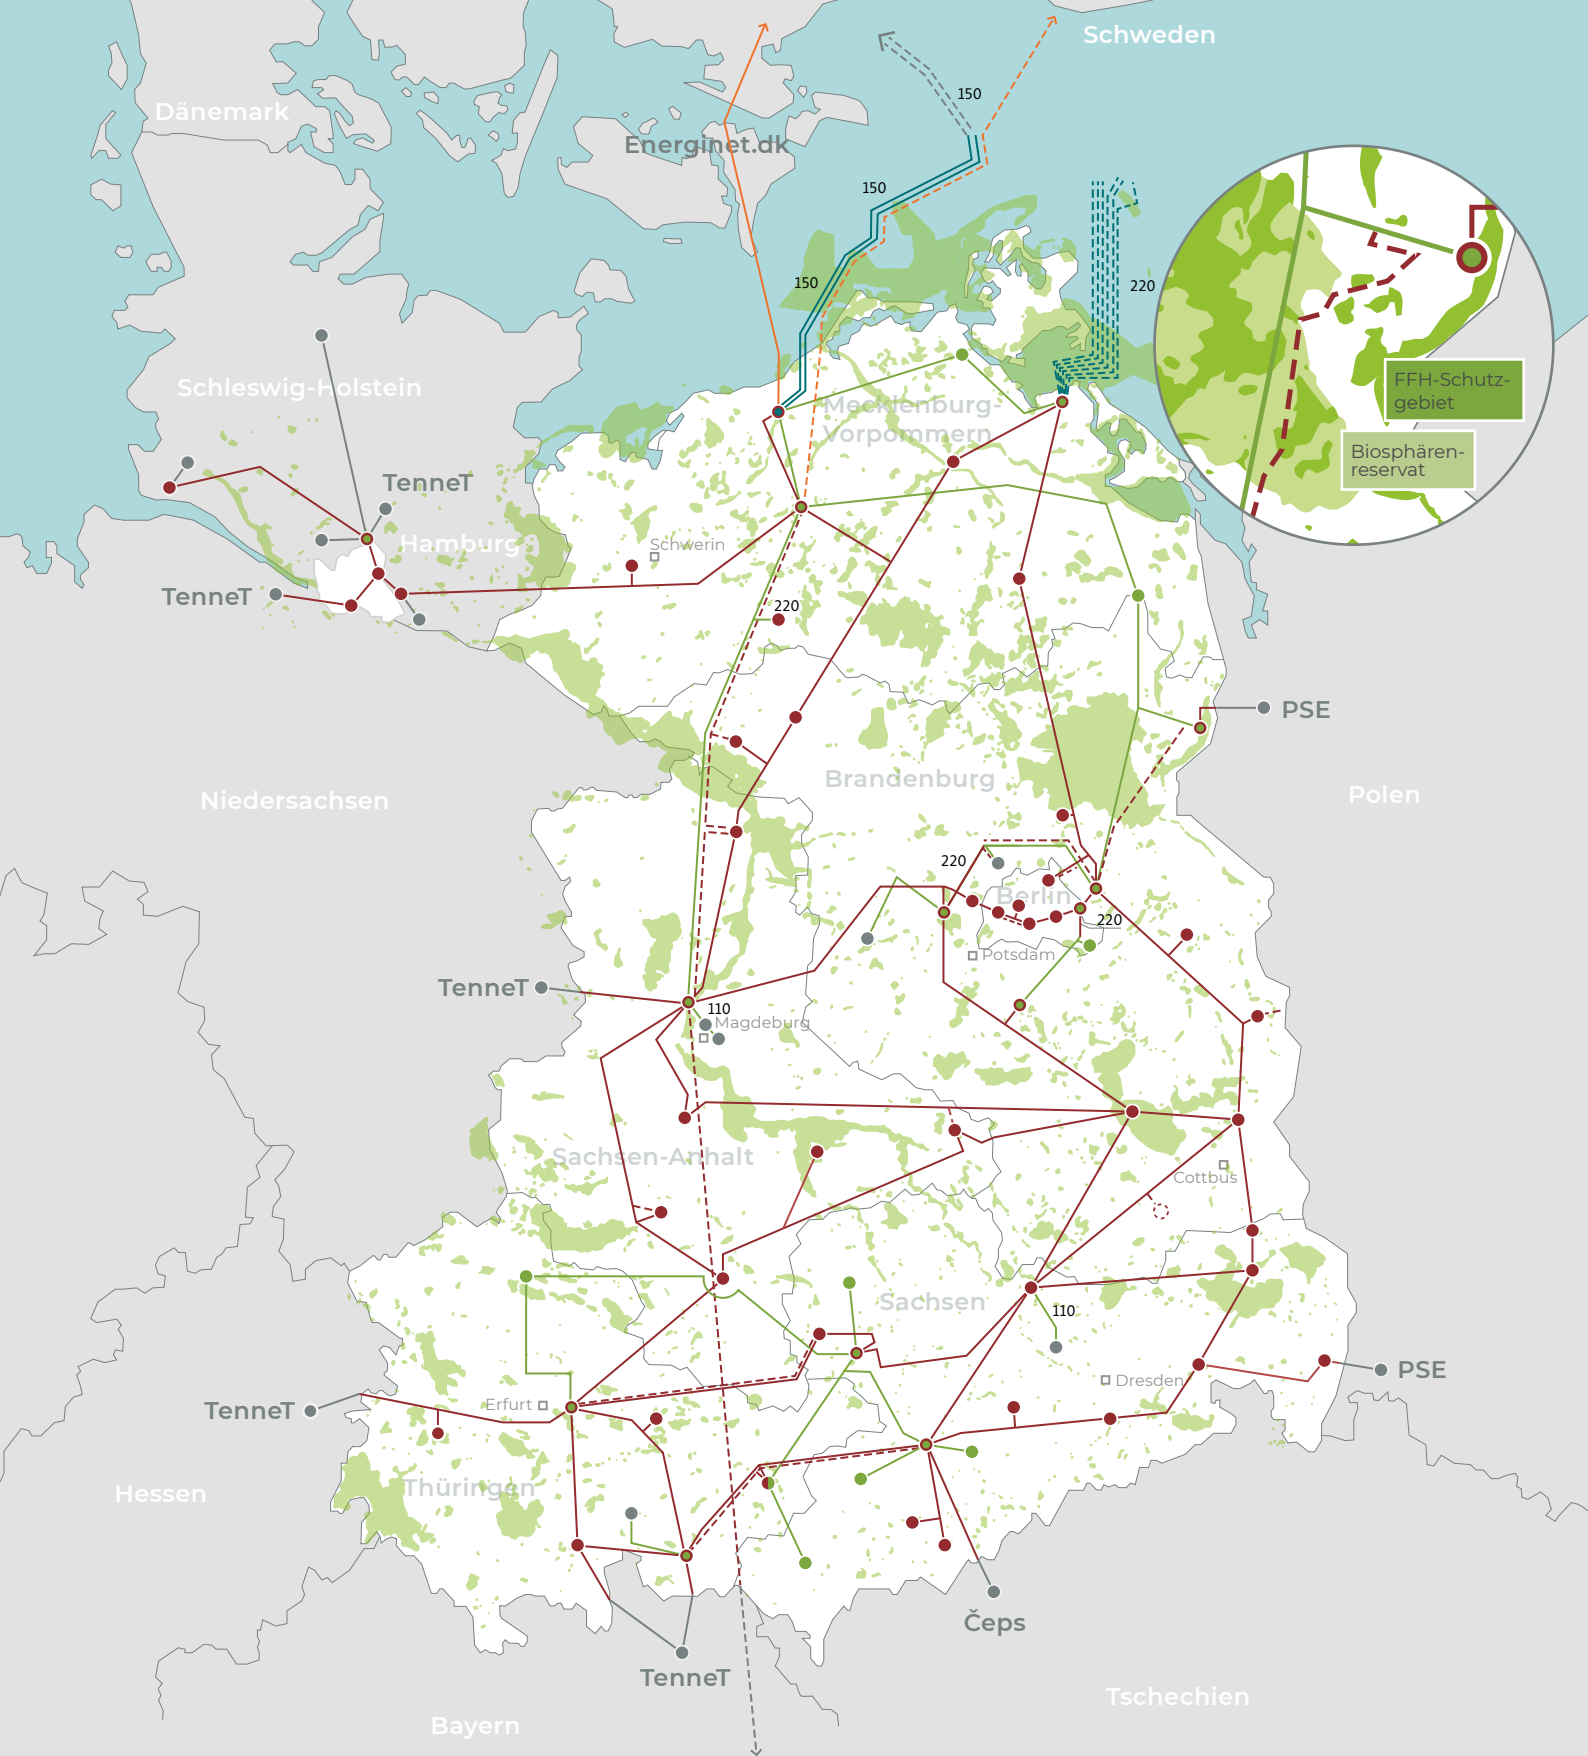 Schweden
150
Dänemark
Energinet.dk
150
150
220
FFH-Schutz-
gebiet
Schleswig-Holstein
Mecklenburg-
Vorpommern
Biosphären-
reservat
TenneT
Hamburg
Schwerin
TenneT
220
PSE
Brandenburg
Niedersachsen
Polen
220
Berlin
220
Potsdam
TenneT
110
Magdeburg
Sachsen-Anhalt
Cottbus
Sachsen
110
PSE
Dresden
TenneT
Erfurt
Thüringen
Hessen
Čeps
TenneT
Tschechien
Bayern